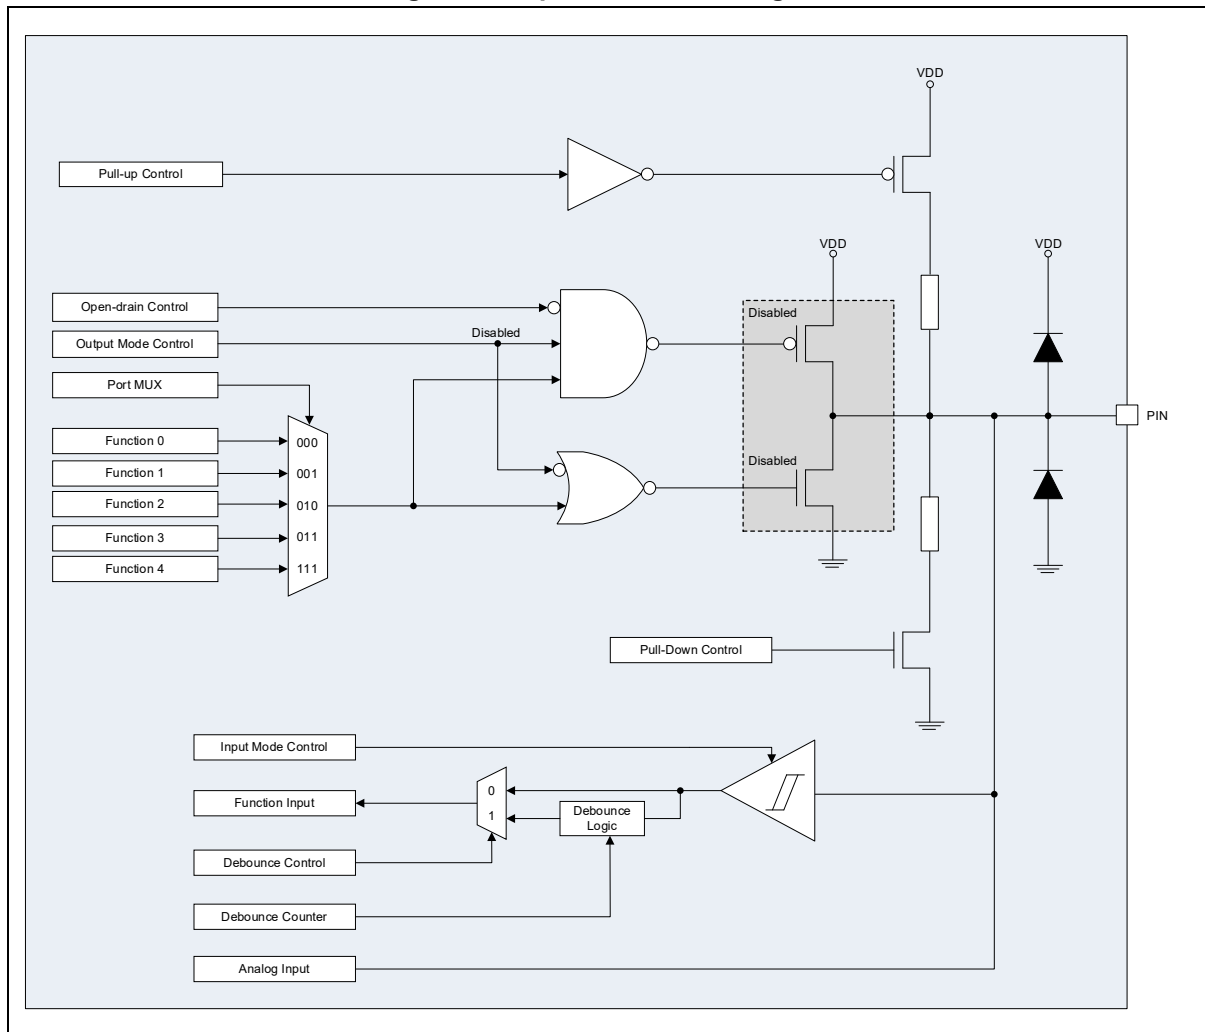 VDD
Pull-up Control
VDD
VDD
Open-drain Control
Disabled
Output Mode Control
Disabled
Port MUX
PIN
Function 0
000
Function 1
001
Disabled
Function 2
010
Function 3
011
Function 4
111
Pull-Down Control
Input Mode Control
Function Input
0
1
Debounce
Logic
Debounce Control
Debounce Counter
Analog Input